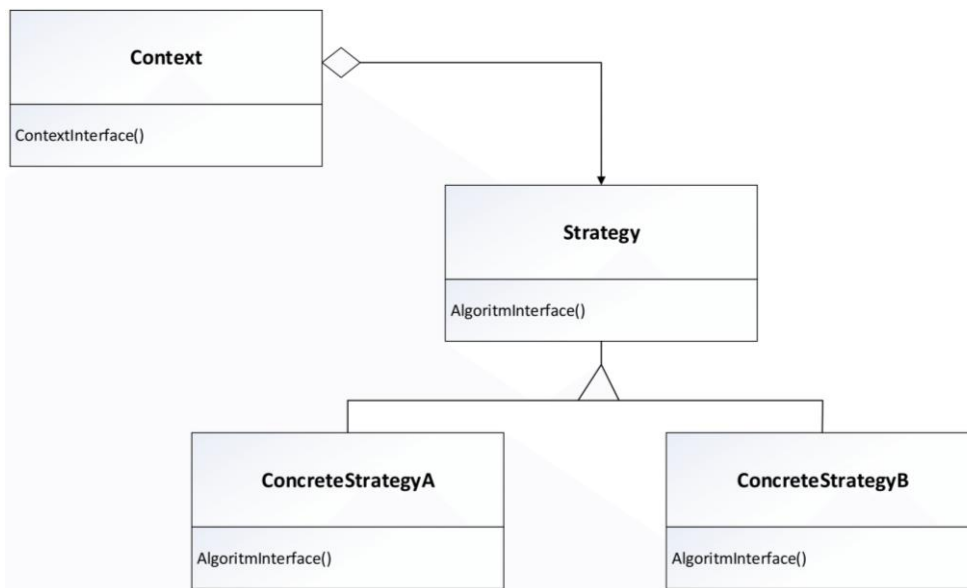 Context
ContextInterface()
Strategy
AlgoritmInterface()
ConcreteStrategyA
AlgoritmInterface()
ConcreteStrategyB
AlgoritmInterface()